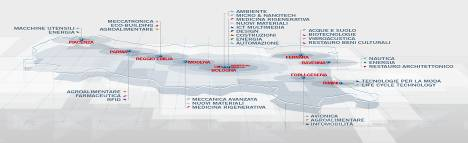 MACCHINE UTENSILI
ENERGIA
PIACENZA
MECCATRONICA
ECO-BUILDING
AGROALIMENTARE
PARMA
REGGIO EMILIA
MODENA
AMBIENTE
MICRO & NANOTECH
MEDICINA RIGENERATIVA
NUOVI MATERIALI
ICT MULTIMEDIA
DESIGN
COSTRUZIONI
ENERGIA
AUTOMAZIONE
BOLOGNA
ACQUE E SUOLO
BIOTECNOLOGIE
VIBROACUSTICA
RESTAURO BENI CULTURALI
FERRARA
RAVENNA
NAUTICA
ENERGIA
RESTAURO ARCHITETTONICO
FORLÌ-CESENA
RIMINI
TECNOLOGIE PER LA MODA
LIFE CYCLE TECHNOLOGY
AGROALIMENTARE
FARMACEUTICA
RFID
MECCANICA AVANZATA
NUOVI MATERIALI
MEDICINA RIGENERATIVA
AVIONICA
AGROALIMENTARE
INFOMOBILITÀ